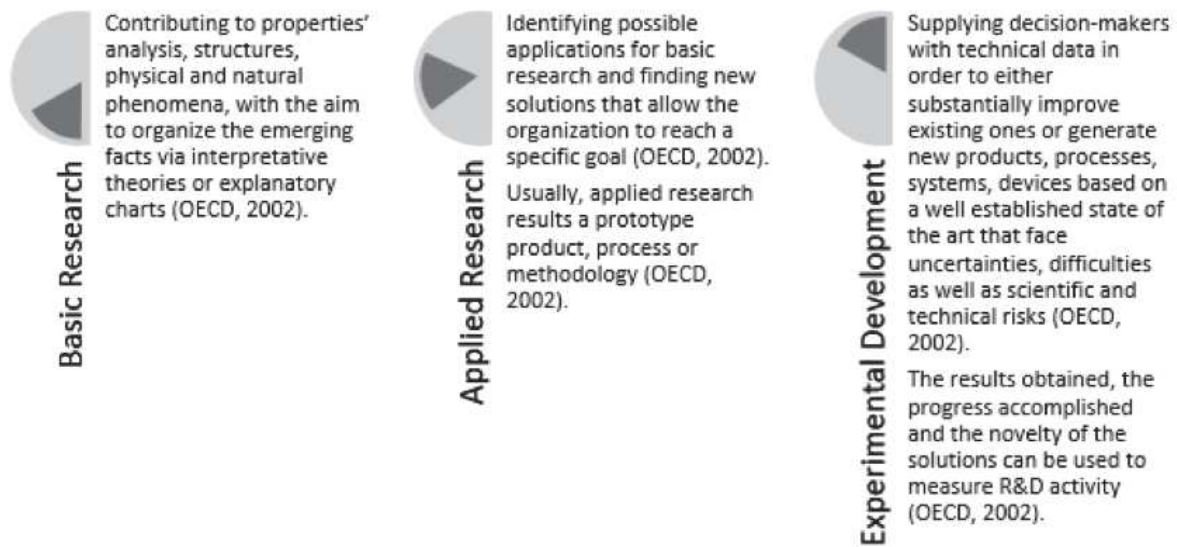 Basic Research
Contributing to properties'
analysis, structures,
physical and natural
phenomena, with the aim
to organize the emerging
facts via interpretative
theories or explanatory
charts (OECD, 2002).
Applied Research
Identifying possible
applications for basic
research and finding new
solutions that allow the
organization to reach a
specific goal (OECD, 2002).
Usually, applied research
results a prototype
product, process or
methodology (OECD,
2002).
Experimental Development
Supplying decision-makers
with technical data in
order to either
substantially improve
existing ones or generate
new products, processes,
systems, devices based on
a well established state of
the art that face
uncertainties, difficulties
as well as scientific and
technical risks (OECD,
2002).
The results obtained, the
progress accomplished
and the novelty of the
solutions can be used to
measure R&D activity
(OECD, 2002).